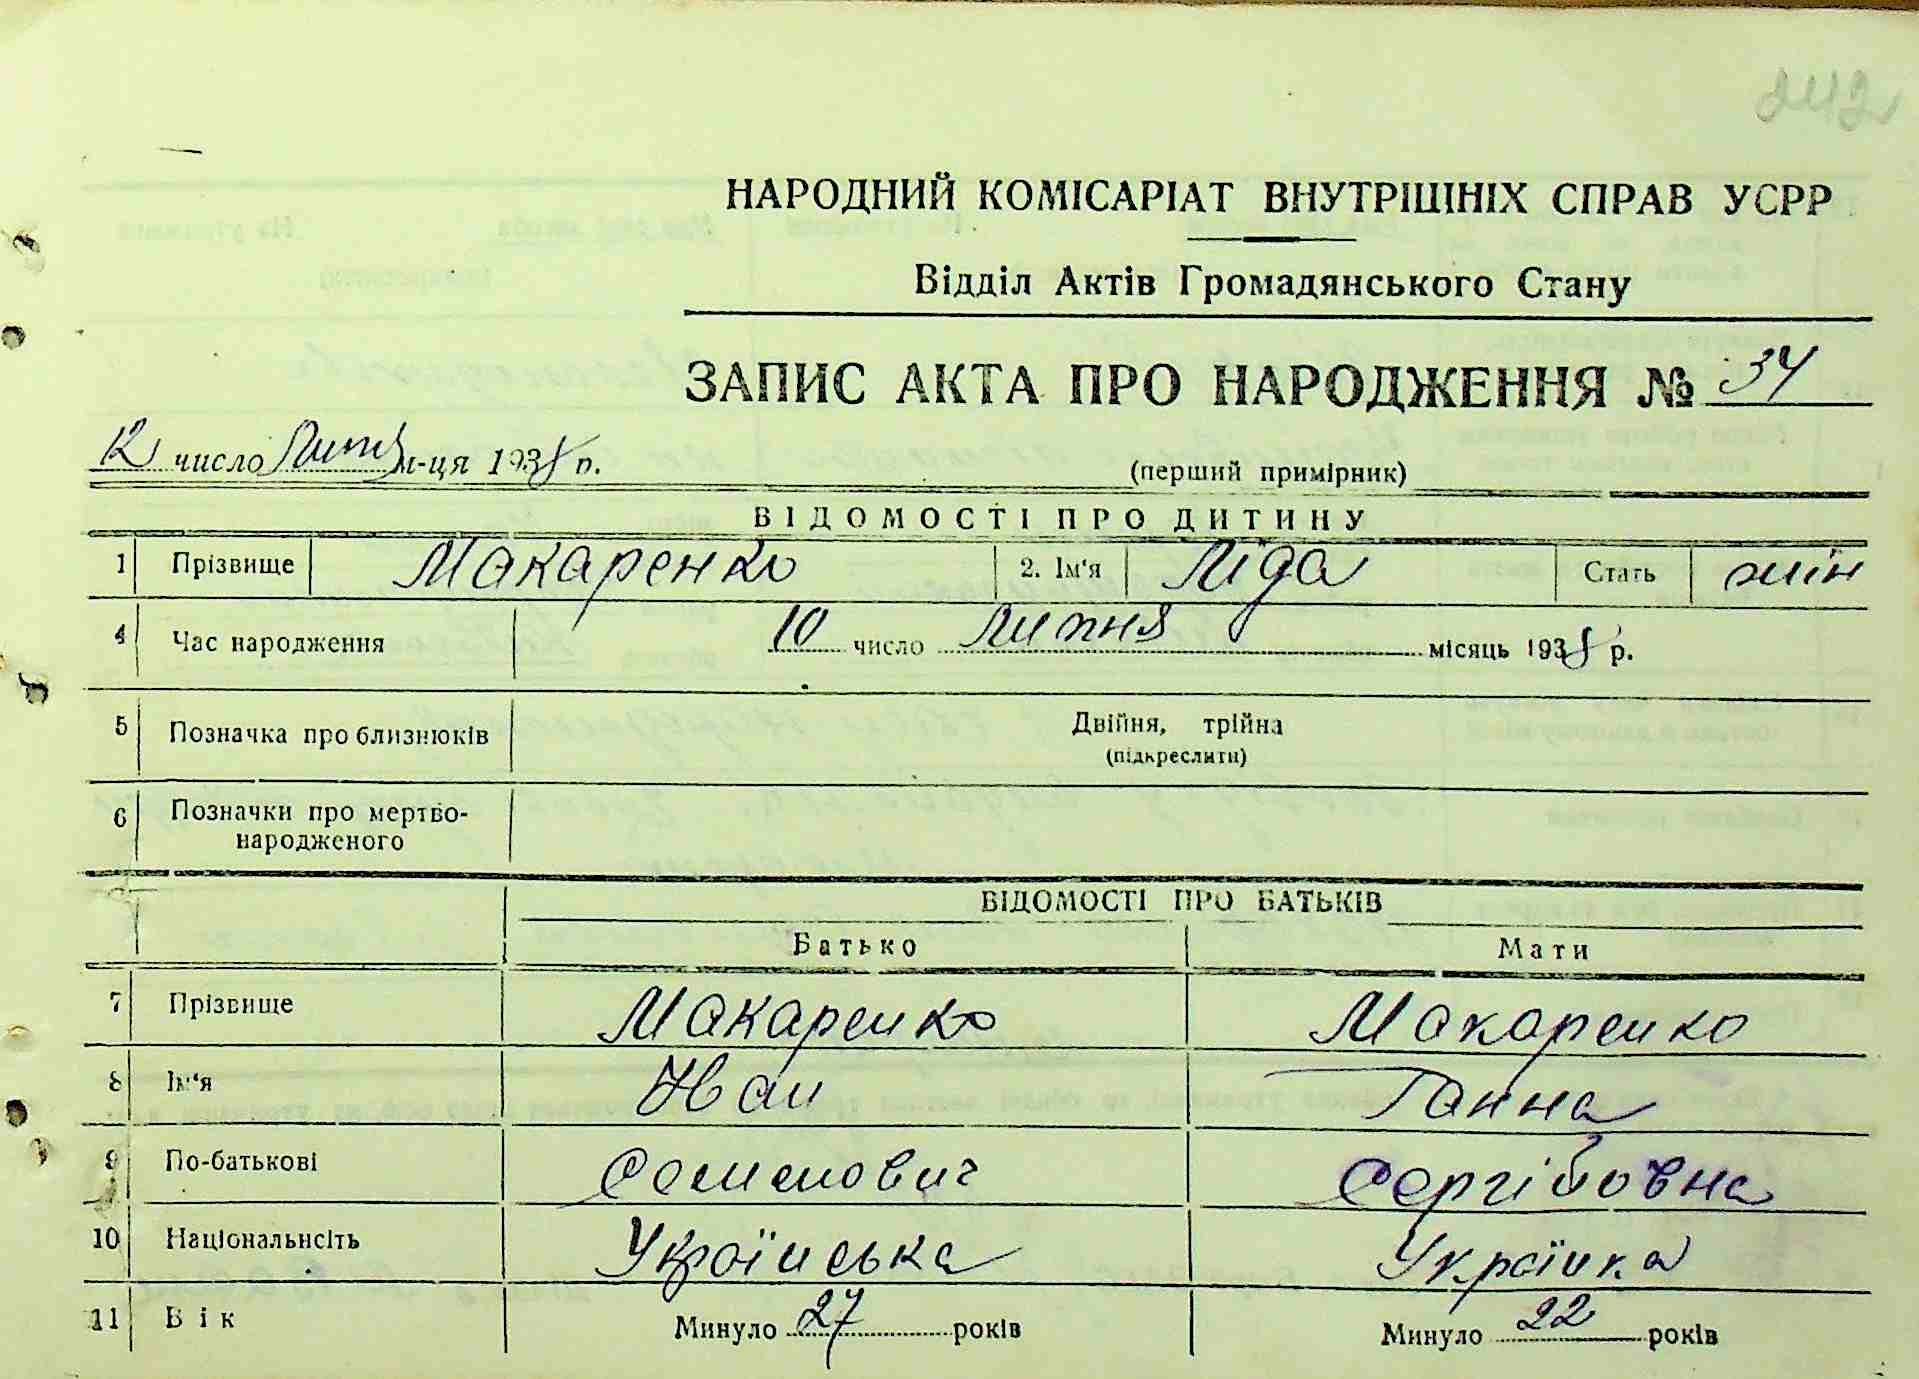 242
НАРОДНИЙ КОМІСАРІАТ ВНУТРІШНІХ СПРАВ УСРР
Відділ Актів Громадянського Стану
ЗАПИС АКТА ПРО НАРОДЖЕННЯ № 34
12 число Липня м-ця 1938 р. (перший примірник)
ВІДОМОСТІ ПРО ДИТИНУ
1 Прізвище Макаренко 2. Ім'я Ліда Стать жін
4 Час народження 10 число Липня місяць 1938 р.
5 Позначка про близнюків Двійня, трійна
(підкреслити)
6 Позначки про мертво-
народженого
ВІДОМОСТІ ПРО БАТЬКІВ
Батько Мати
7 Прізвище Макаренко Макаренко
8 Ім'я Иван Ганна
9 По-батькові Семенович Сергіїовна
10 Національнсіть Українська Українка
11 Вік Минуло 27 років Минуло 22 років